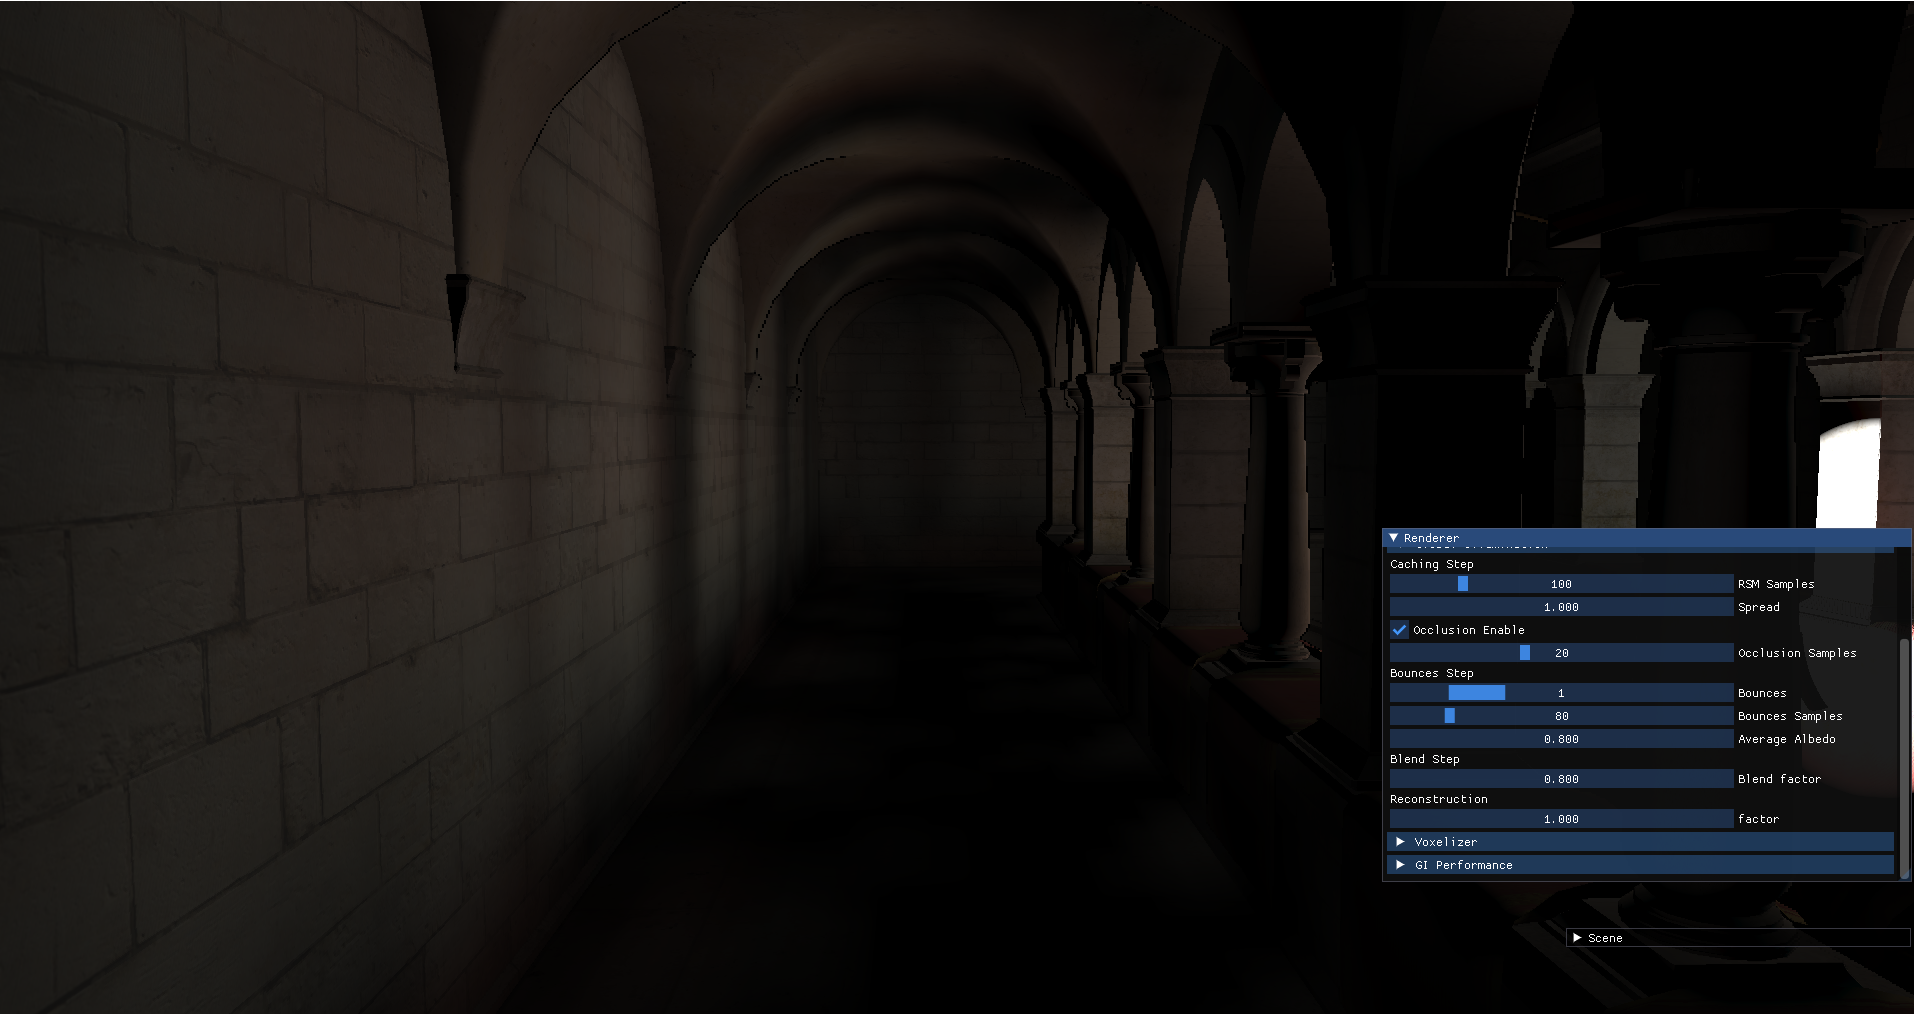 Renderer
Caching Step
100 RSM Samples
1.000 Spread
Occlusion Enable
20 Occlusion Samples
Bounces Step
1 Bounces
80 Bounces Samples
0.800 Average Albedo
Blend Step
0.800 Blend factor
Reconstruction
1.000 factor
Voxelizer
GI Performance
Scene